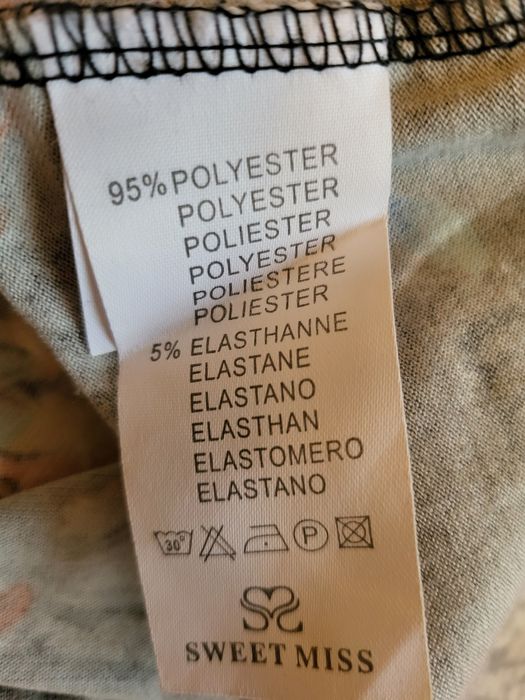 95% POLYESTER
POLYESTER
POLIESTER
POLYESTER
POLIESTERE
POLIESTER
5% ELASTHANNE
ELASTANE
ELASTANO
ELASTHAN
ELASTOMERO
ELASTANO
30° P
SWEET MISS